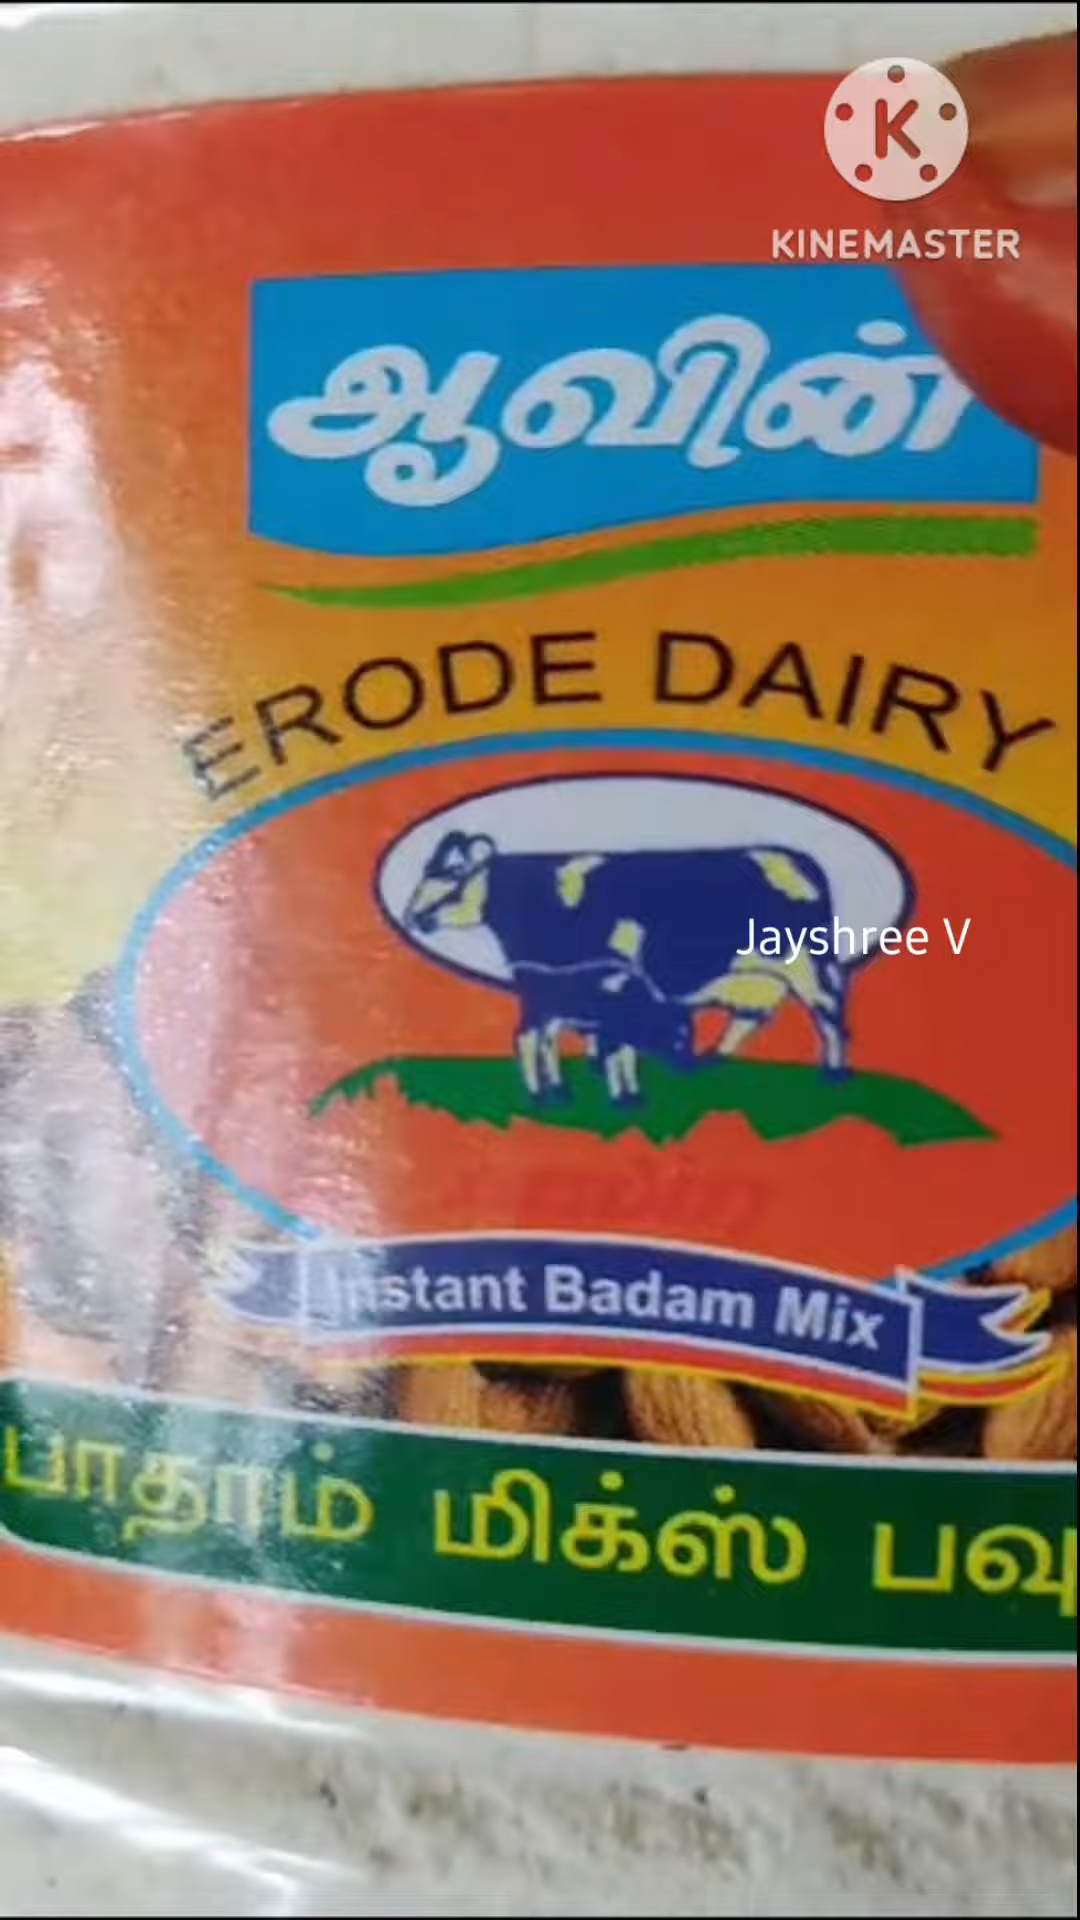 KINEMASTER
ஆவின்
ERODE DAIRY
Jayshree V
Instant Badam Mix
பாதாம் மிக்ஸ் பவு